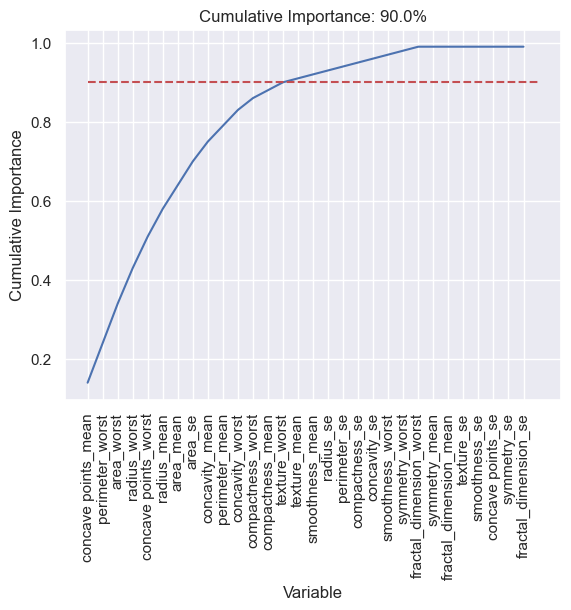 Cumulative Importance: 90.0%
Cumulative Importance
1.0
0.8
0.6
0.4
0.2
concave points_mean
perimeter_worst
area_worst
radius_worst
concave points_worst
radius_mean
area_mean
area_se
concavity_mean
perimeter_mean
concavity_worst
compactness_worst
compactness_mean
texture_worst
texture_mean
smoothness_mean
radius_se
perimeter_se
compactness_se
concavity_se
smoothness_worst
symmetry_worst
fractal_dimension_worst
symmetry_mean
fractal_dimension_mean
texture_se
smoothness_se
concave points_se
symmetry_se
fractal_dimension_se
Variable